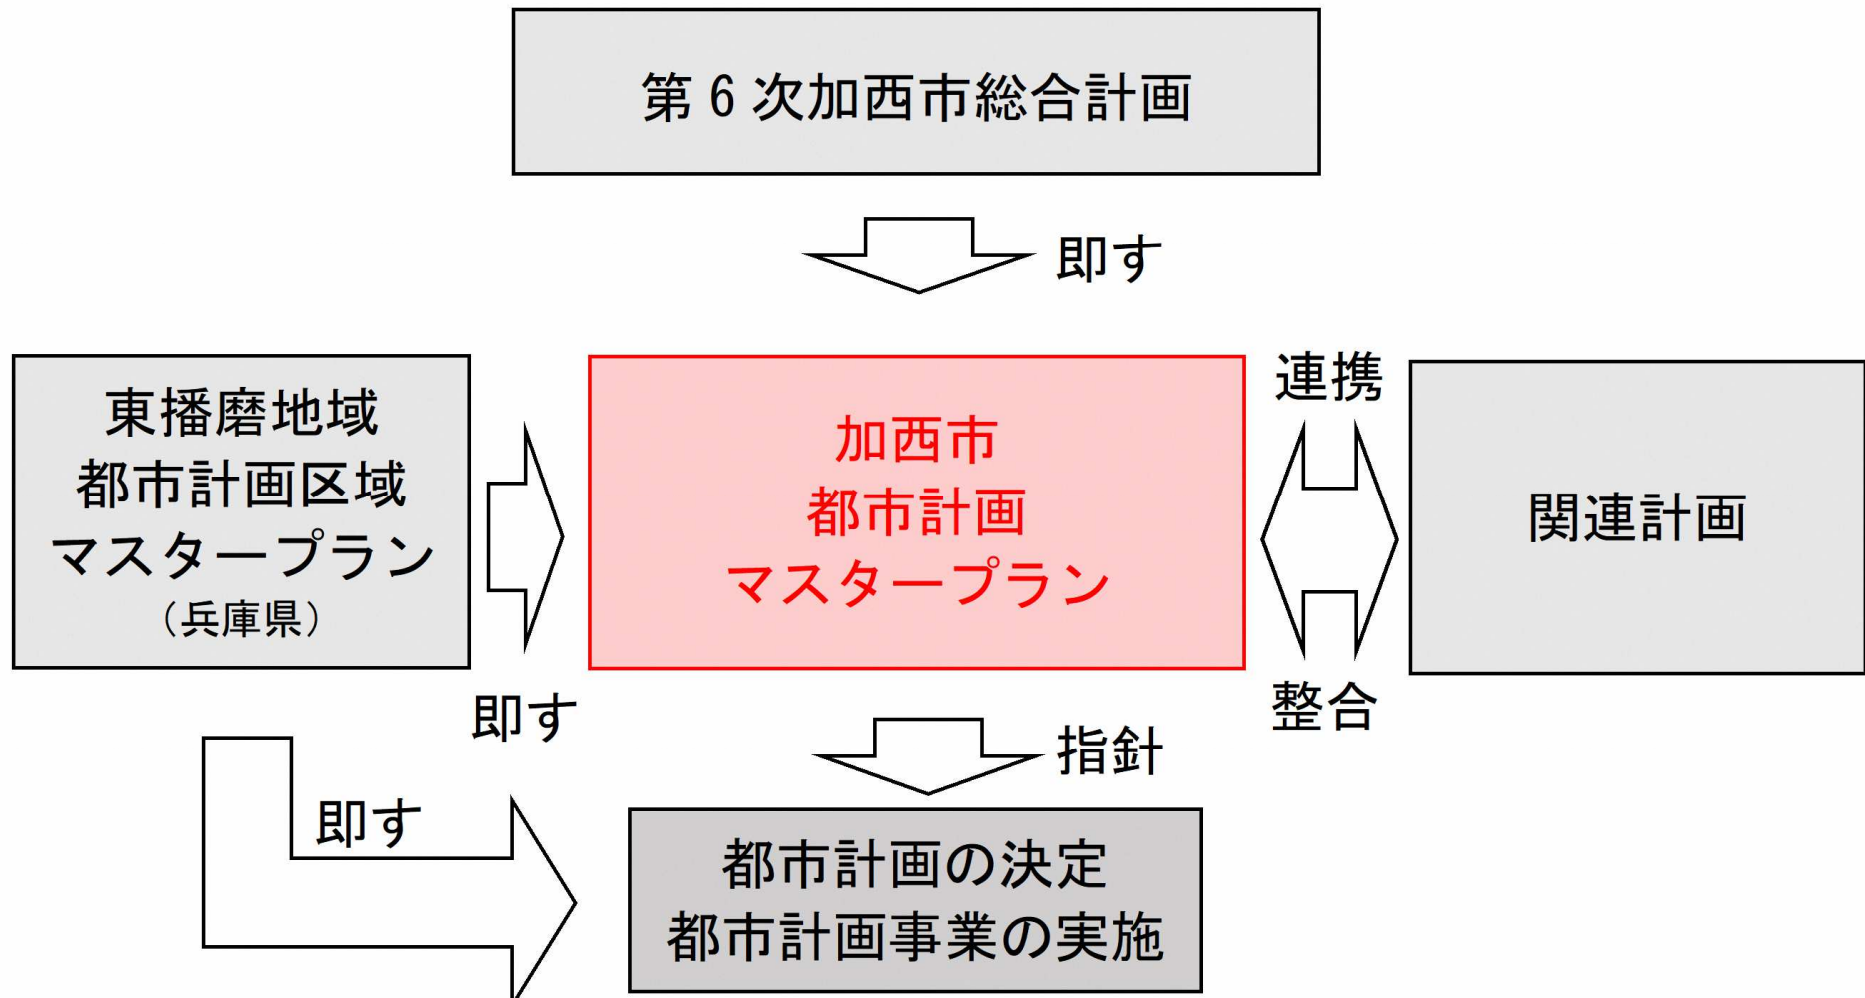 第6次加西市総合計画
即す
東播磨地域
都市計画区域
マスタープラン
（兵庫県）
即す
加西市
都市計画
マスタープラン
連携
整合
関連計画
即す
指針
都市計画の決定
都市計画事業の実施